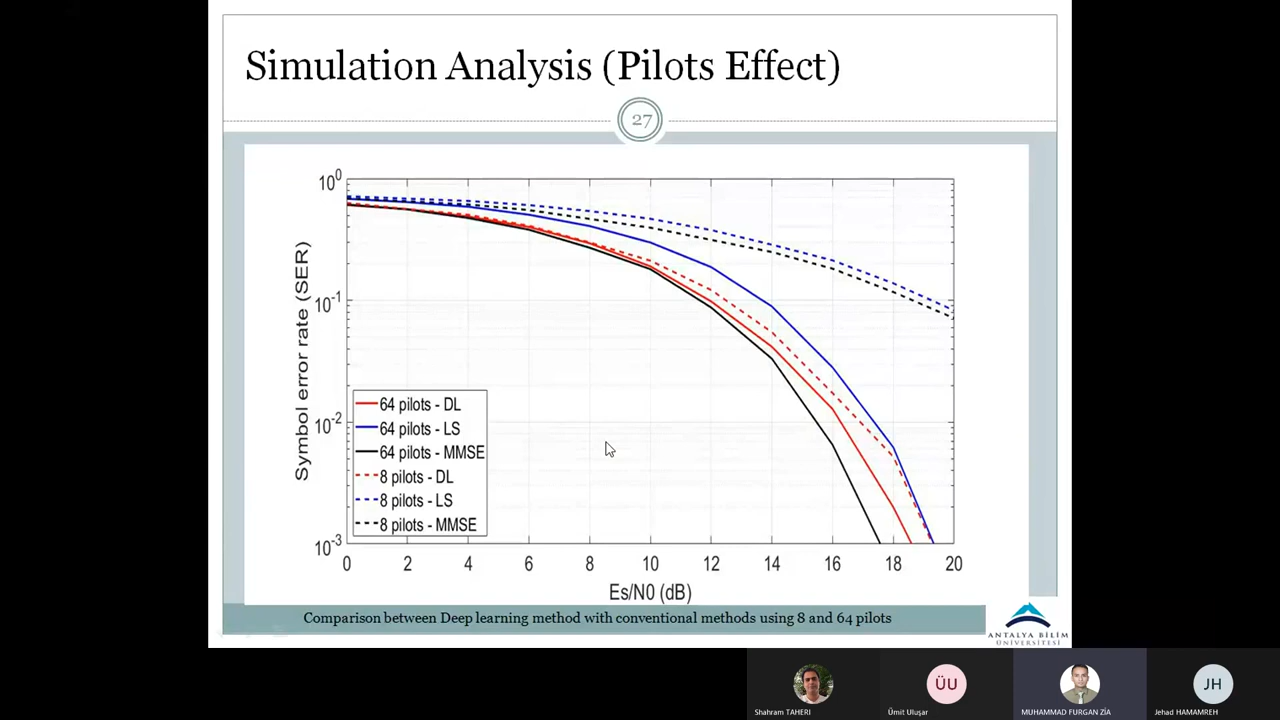 Simulation Analysis (Pilots Effect)
27
10^0
10^-1
10^-2
10^-3
Symbol error rate (SER)
64 pilots - DL
64 pilots - LS
64 pilots - MMSE
8 pilots - DL
8 pilots - LS
8 pilots - MMSE
0 2 4 6 8 10 12 14 16 18 20
Es/N0 (dB)
Comparison between Deep learning method with conventional methods using 8 and 64 pilots
ANTALYA BİLİM
ÜNİVERSİTESİ
ÜU
JH
Shahram TAHERI
Ümit Uluşar
MUHAMMAD FURGAN ZİA
Jehad HAMAMREH